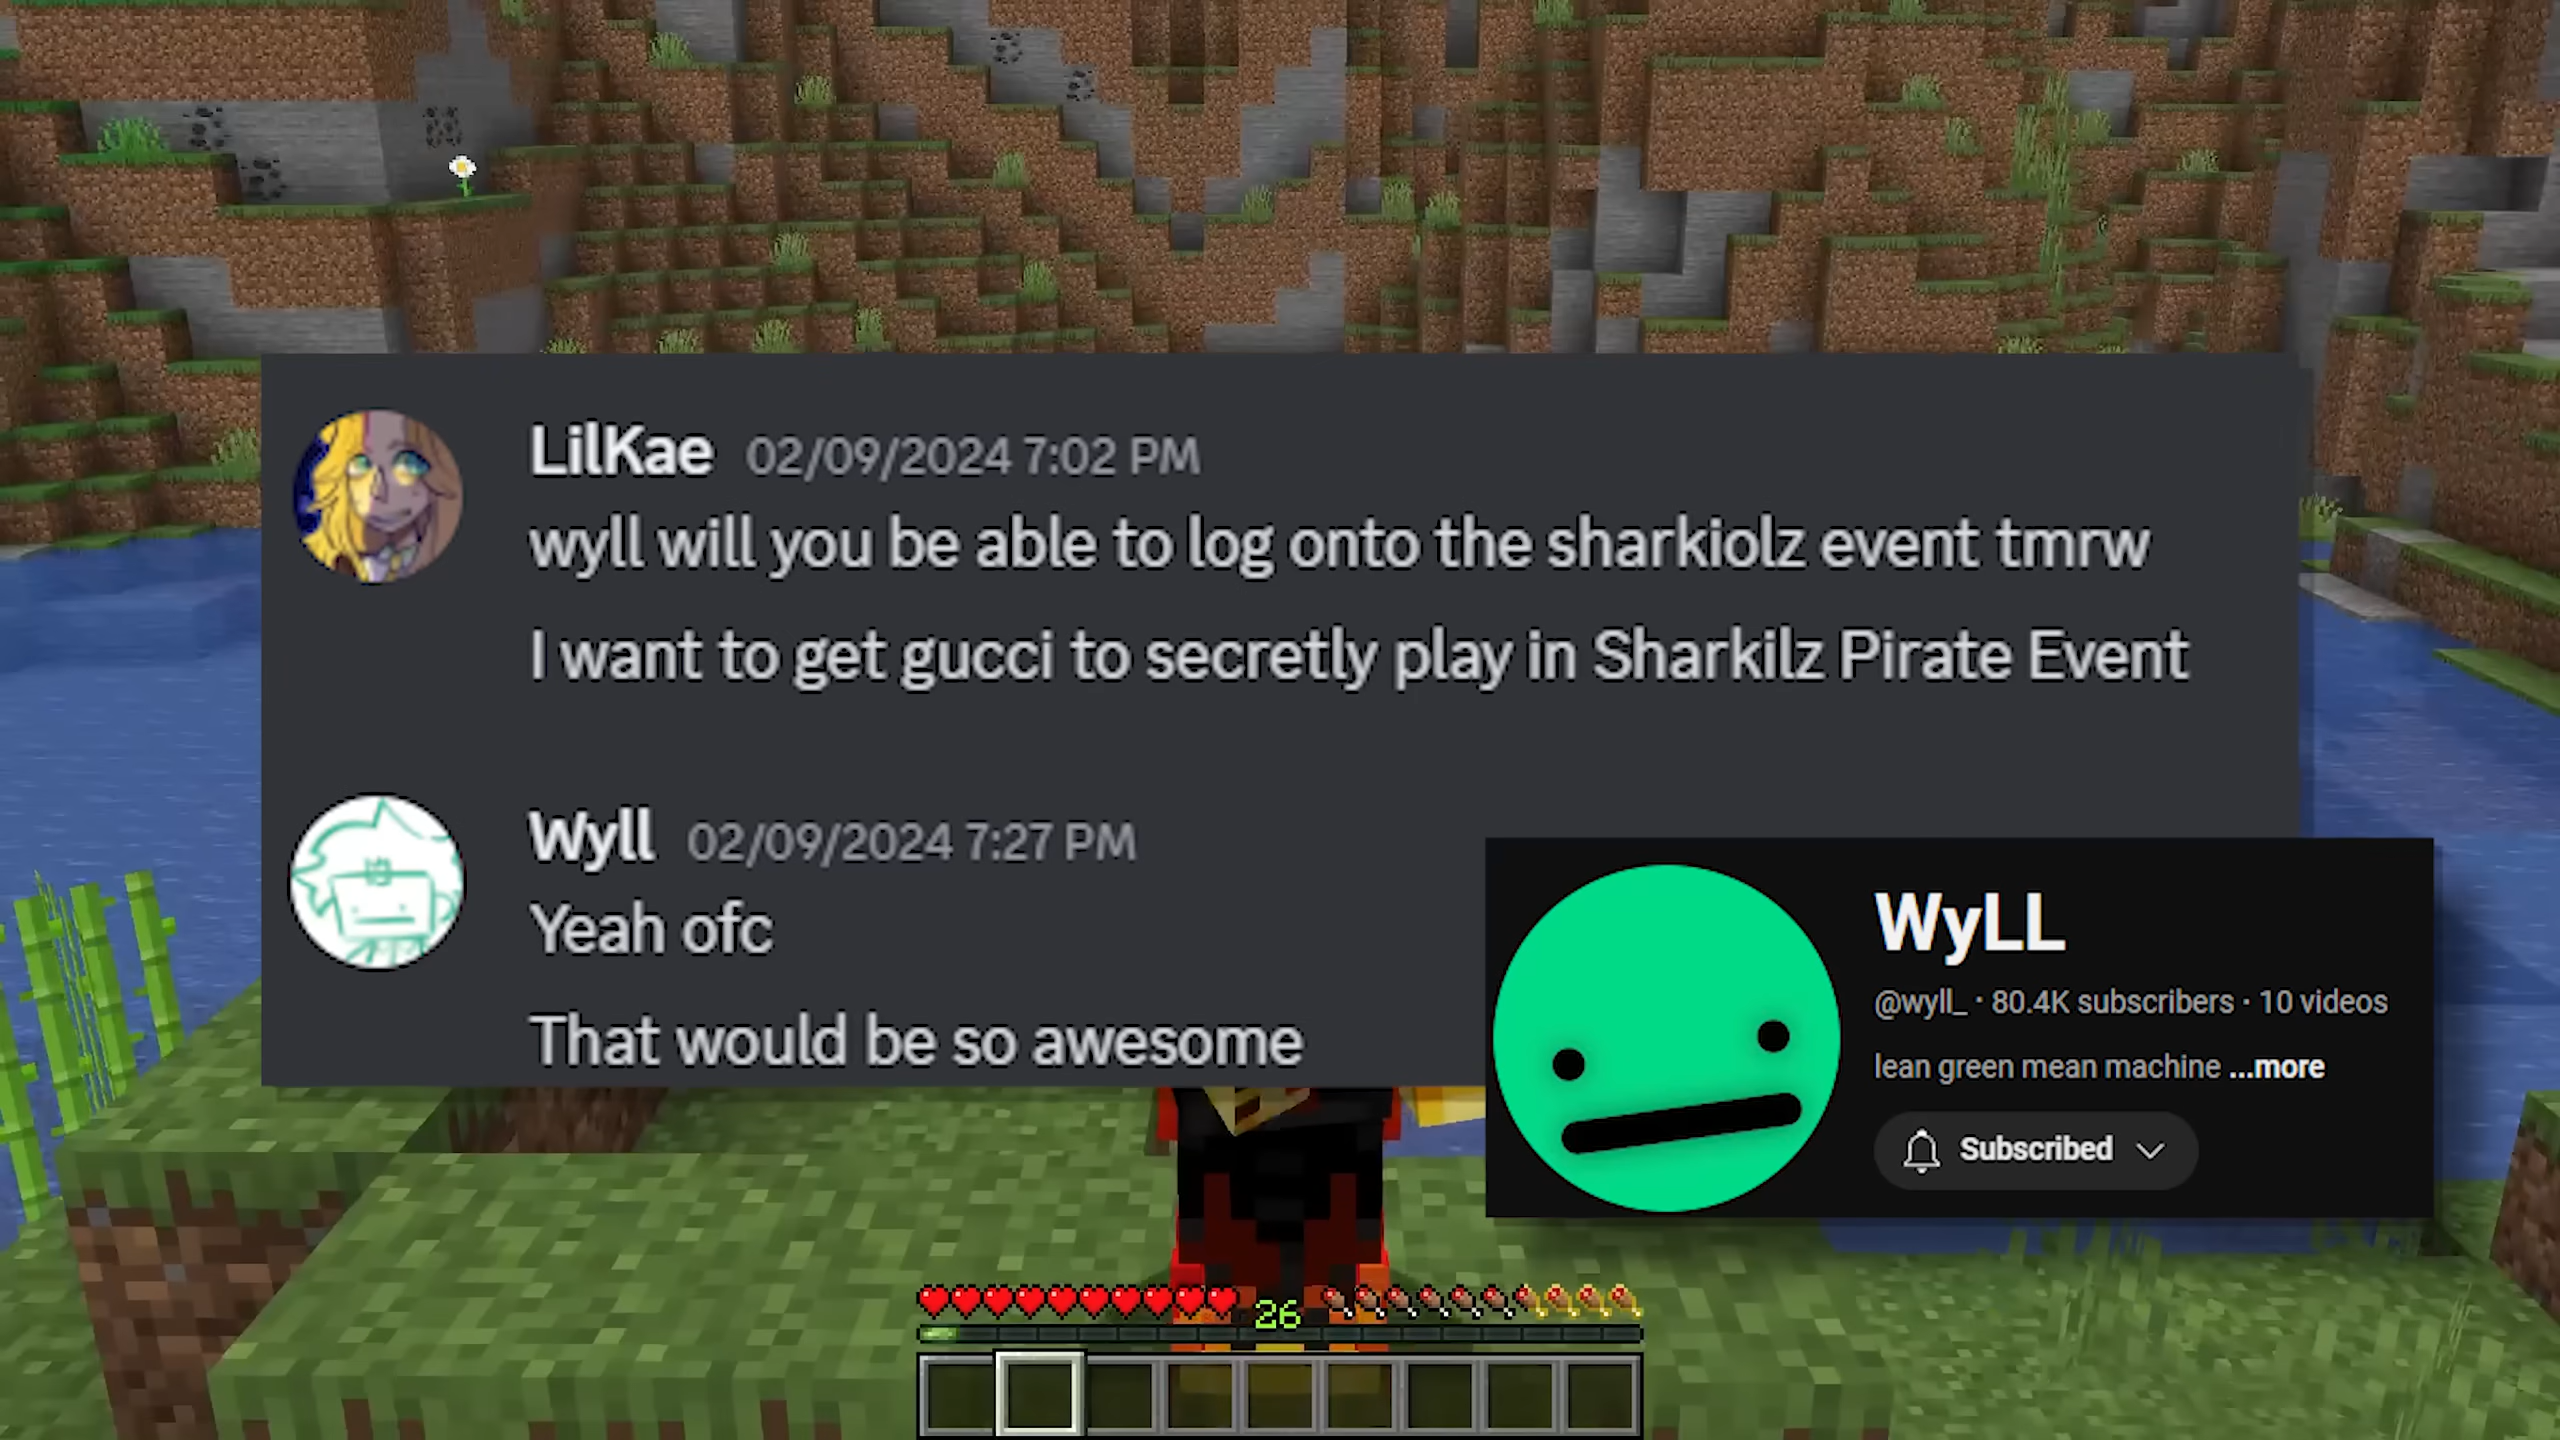 LilKae 02/09/2024 7:02 PM
wyll will you be able to log onto the sharkiolz event tmrw
I want to get gucci to secretly play in Sharkilz Pirate Event
Wyll 02/09/2024 7:27 PM
Yeah ofc
That would be so awesome
WyLL
@wyll_ · 80.4K subscribers · 10 videos
lean green mean machine ...more
Subscribed
26